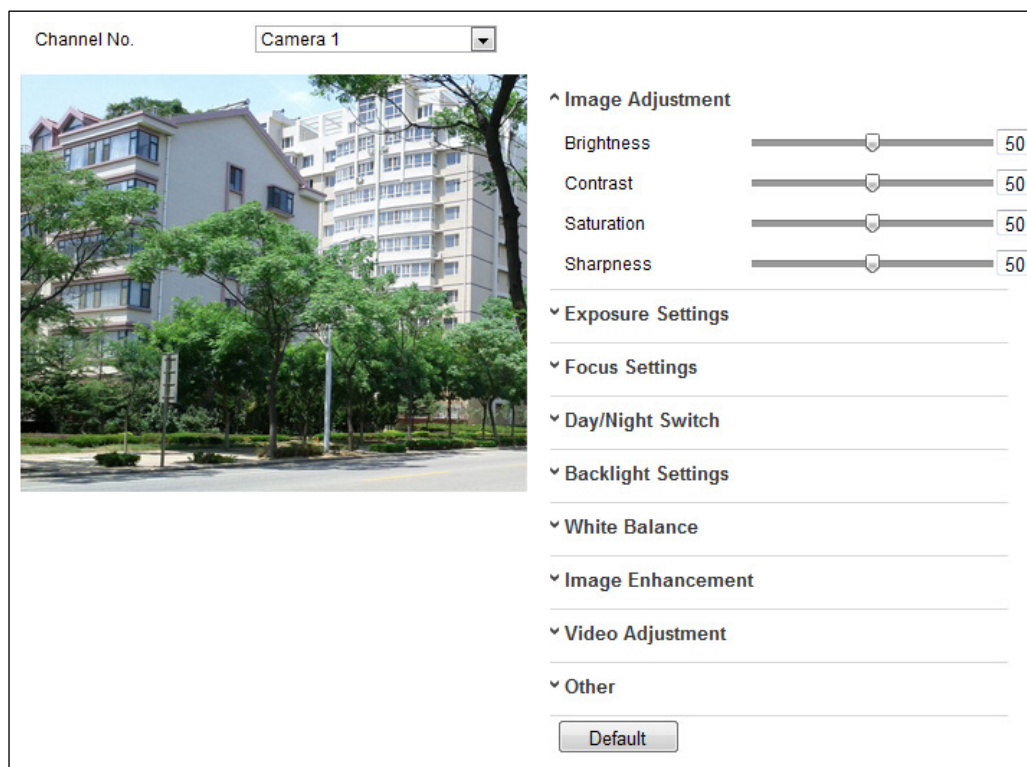 Channel No. Camera 1
Image Adjustment
Brightness 50
Contrast 50
Saturation 50
Sharpness 50
Exposure Settings
Focus Settings
Day/Night Switch
Backlight Settings
White Balance
Image Enhancement
Video Adjustment
Other
Default